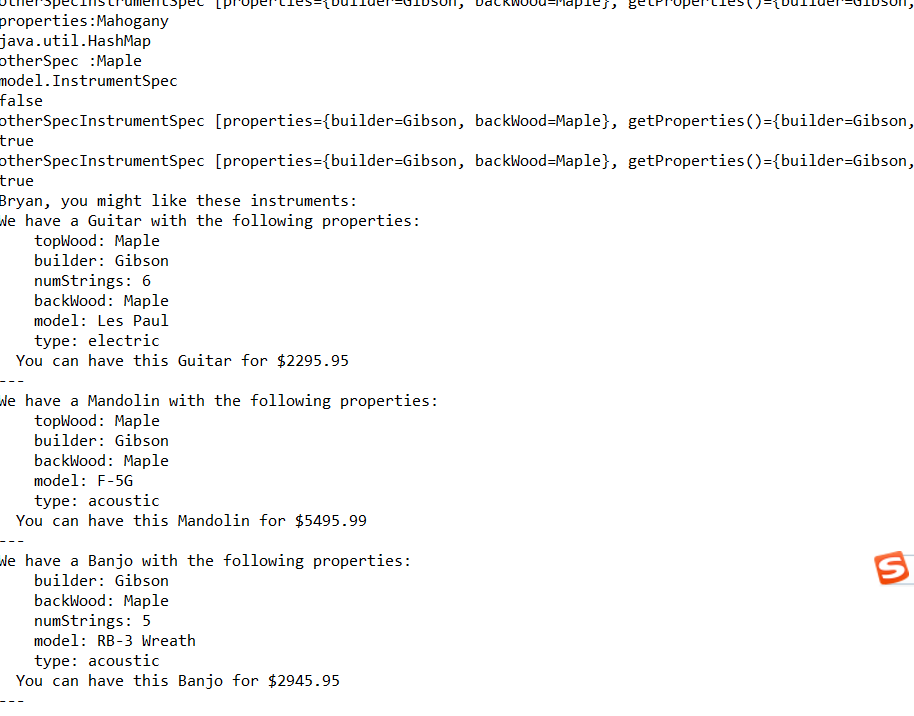 otherSpecInstrumentSpec [properties={builder=Gibson, backWood=Maple}, getProperties()={builder=Gibson,
properties:Mahogany
java.util.HashMap
otherSpec :Maple
model.InstrumentSpec
false
otherSpecInstrumentSpec [properties={builder=Gibson, backWood=Maple}, getProperties()={builder=Gibson,
true
otherSpecInstrumentSpec [properties={builder=Gibson, backWood=Maple}, getProperties()={builder=Gibson,
true
Bryan, you might like these instruments:
We have a Guitar with the following properties:
    topWood: Maple
    builder: Gibson
    numStrings: 6
    backWood: Maple
    model: Les Paul
    type: electric
  You can have this Guitar for $2295.95
---
We have a Mandolin with the following properties:
    topWood: Maple
    builder: Gibson
    backWood: Maple
    model: F-5G
    type: acoustic
  You can have this Mandolin for $5495.99
---
We have a Banjo with the following properties:
S
    builder: Gibson
    backWood: Maple
    numStrings: 5
    model: RB-3 Wreath
    type: acoustic
  You can have this Banjo for $2945.95
---